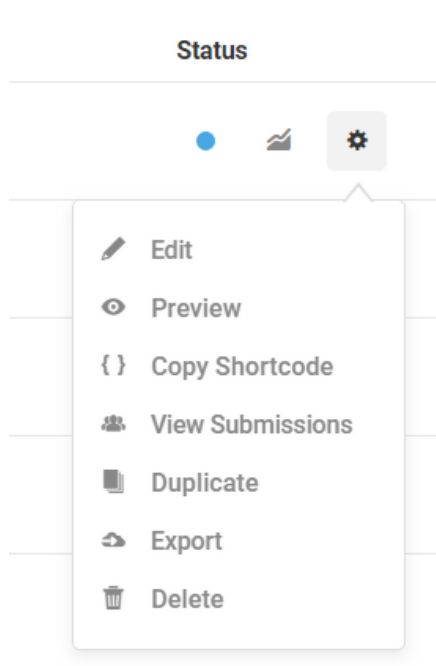 Status
Edit
Preview
Copy Shortcode
View Submissions
Duplicate
Export
Delete